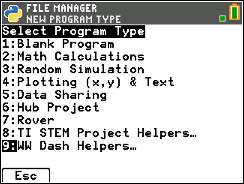 FILE MANAGER
NEW PROGRAM TYPE
Select Program Type
1:Blank Program
2:Math Calculations
3:Random Simulation
4:Plotting (x,y) & Text
5:Data Sharing
6:Hub Project
7:Rover
8:TI STEM Project Helpers…
9:WW Dash Helpers…
Esc